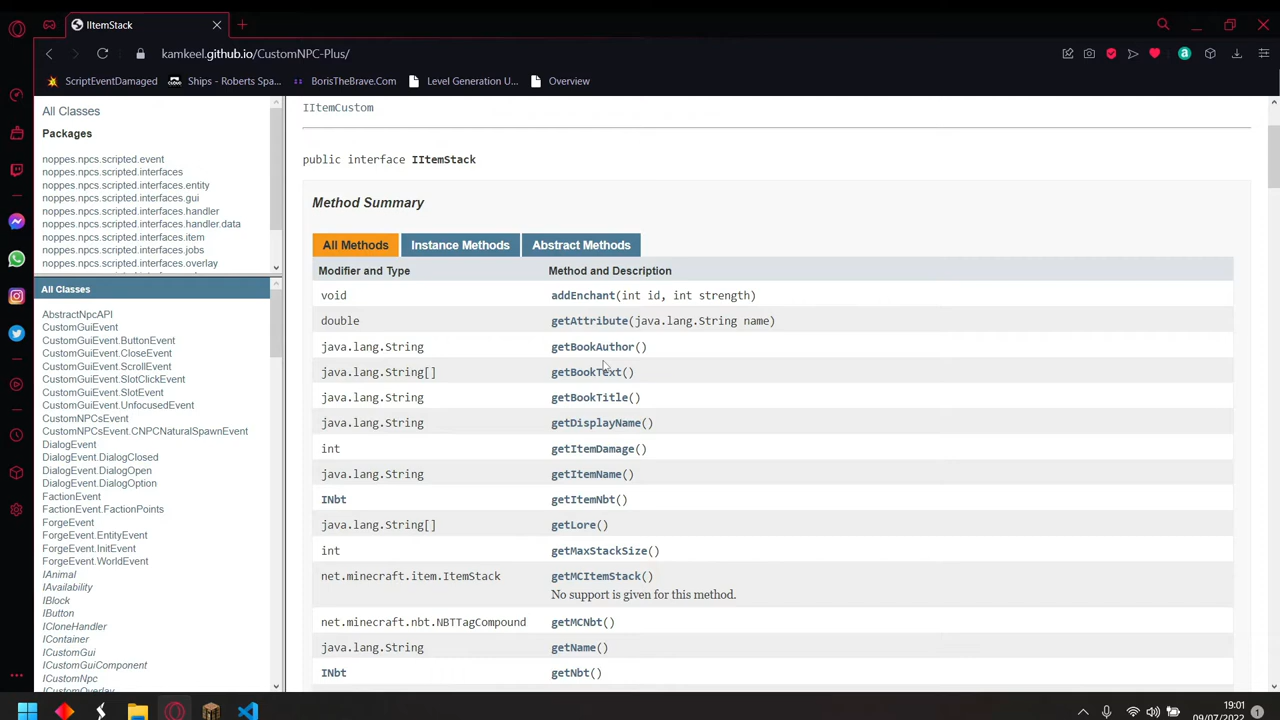 IItemStack
kamkeel.github.io/CustomNPC-Plus/
ScriptEventDamaged
Ships - Roberts Spa...
BorisTheBrave.Com
Level Generation U...
Overview
All Classes
Packages
noppes.npcs.scripted.event
noppes.npcs.scripted.interfaces
noppes.npcs.scripted.interfaces.entity
noppes.npcs.scripted.interfaces.gui
noppes.npcs.scripted.interfaces.handler
noppes.npcs.scripted.interfaces.handler.data
noppes.npcs.scripted.interfaces.item
noppes.npcs.scripted.interfaces.jobs
noppes.npcs.scripted.interfaces.overlay
All Classes
AbstractNpcAPI
CustomGuiEvent
CustomGuiEvent.ButtonEvent
CustomGuiEvent.CloseEvent
CustomGuiEvent.ScrollEvent
CustomGuiEvent.SlotClickEvent
CustomGuiEvent.SlotEvent
CustomGuiEvent.UnfocusedEvent
CustomNPCsEvent
CustomNPCsEvent.CNPCNaturalSpawnEvent
DialogEvent
DialogEvent.DialogClosed
DialogEvent.DialogOpen
DialogEvent.DialogOption
FactionEvent
FactionEvent.FactionPoints
ForgeEvent
ForgeEvent.EntityEvent
ForgeEvent.InitEvent
ForgeEvent.WorldEvent
IAnimal
IAvailability
IBlock
IButton
ICloneHandler
IContainer
ICustomGui
ICustomGuiComponent
ICustomNpc
ICustomOverlay
IItemCustom
public interface IItemStack
Method Summary
All Methods Instance Methods Abstract Methods
Modifier and Type Method and Description
void addEnchant(int id, int strength)
double getAttribute(java.lang.String name)
java.lang.String getBookAuthor()
java.lang.String[] getBookText()
java.lang.String getBookTitle()
java.lang.String getDisplayName()
int getItemDamage()
java.lang.String getItemName()
INbt getItemNbt()
java.lang.String[] getLore()
int getMaxStackSize()
net.minecraft.item.ItemStack getMCItemStack()
No support is given for this method.
net.minecraft.nbt.NBTTagCompound getMCNbt()
java.lang.String getName()
INbt getNbt()
19:01
09/07/2022
1